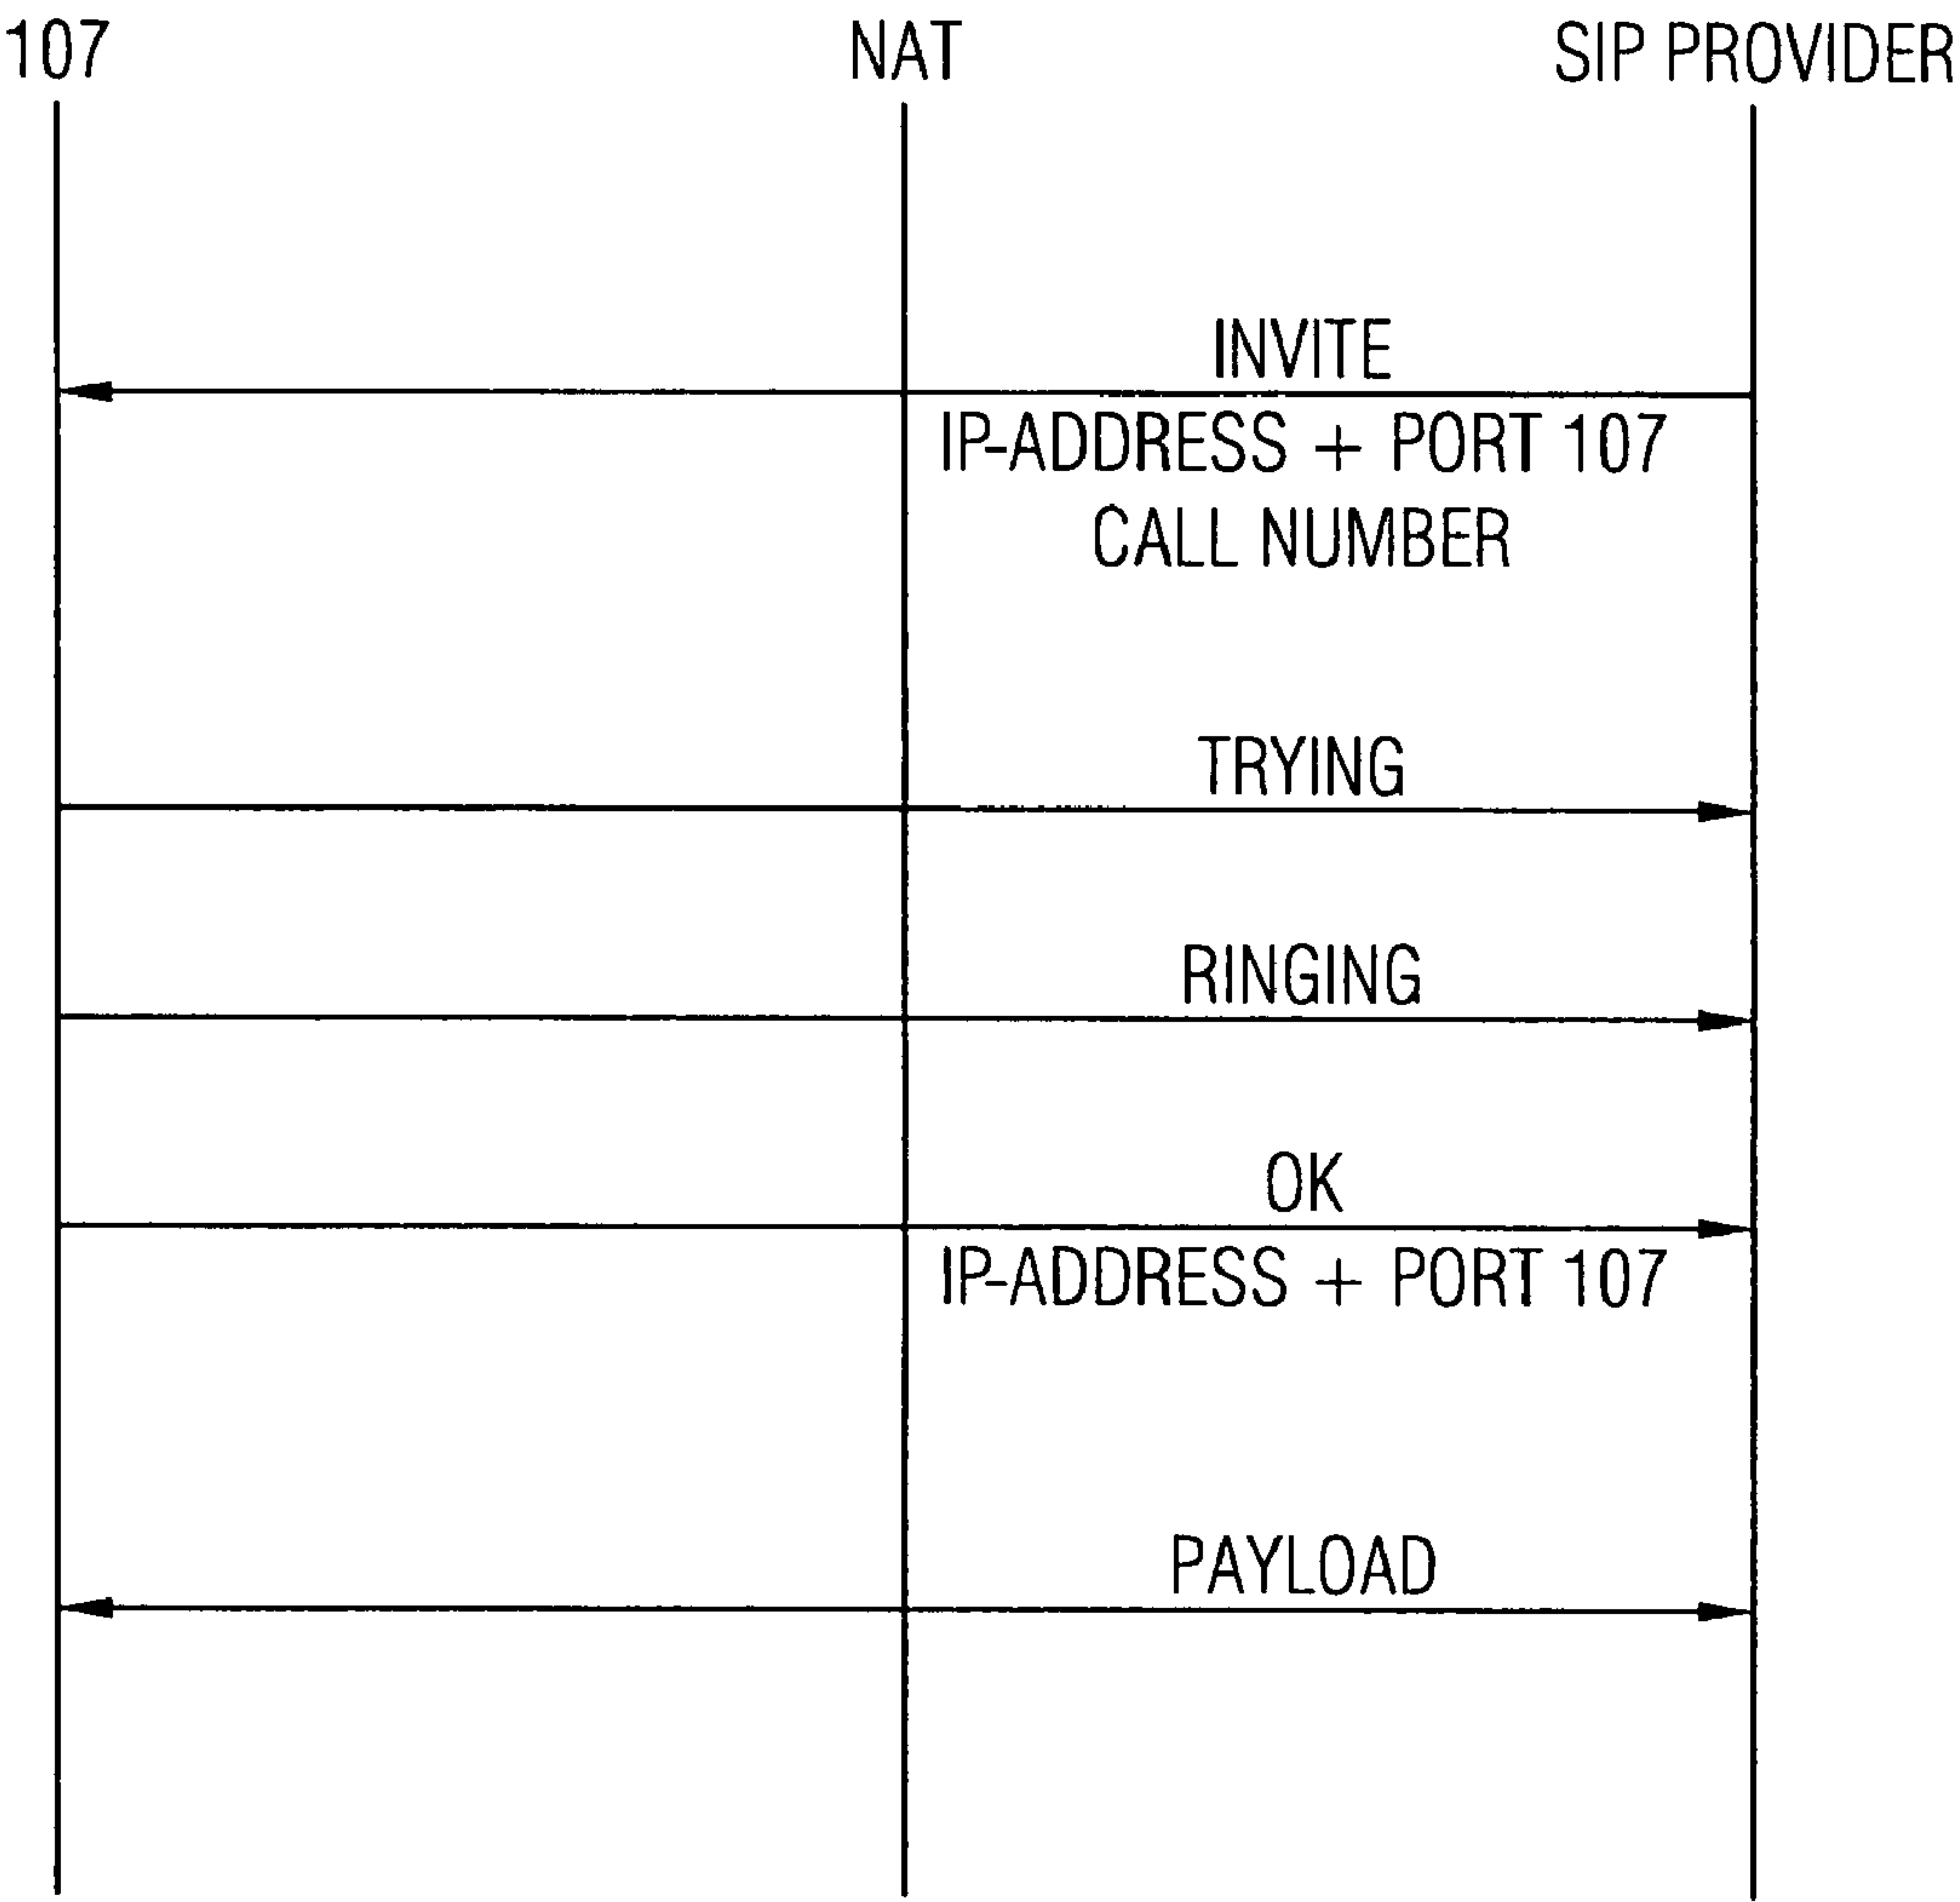 107 NAT SIP PROVIDER
INVITE
IP-ADDRESS + PORT 107
CALL NUMBER
TRYING
RINGING
OK
IP-ADDRESS + PORT 107
PAYLOAD